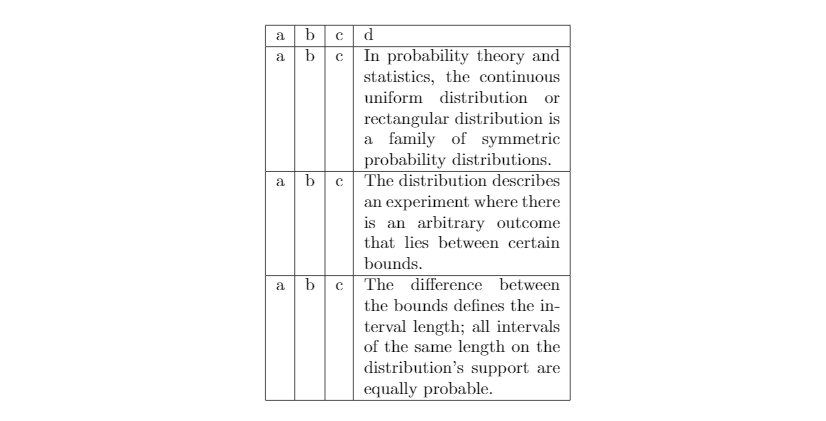 a b c d
a b c In probability theory and
statistics, the continuous
uniform distribution or
rectangular distribution is
a family of symmetric
probability distributions.
a b c The distribution describes
an experiment where there
is an arbitrary outcome
that lies between certain
bounds.
a b c The difference between
the bounds defines the in-
terval length; all intervals
of the same length on the
distribution's support are
equally probable.